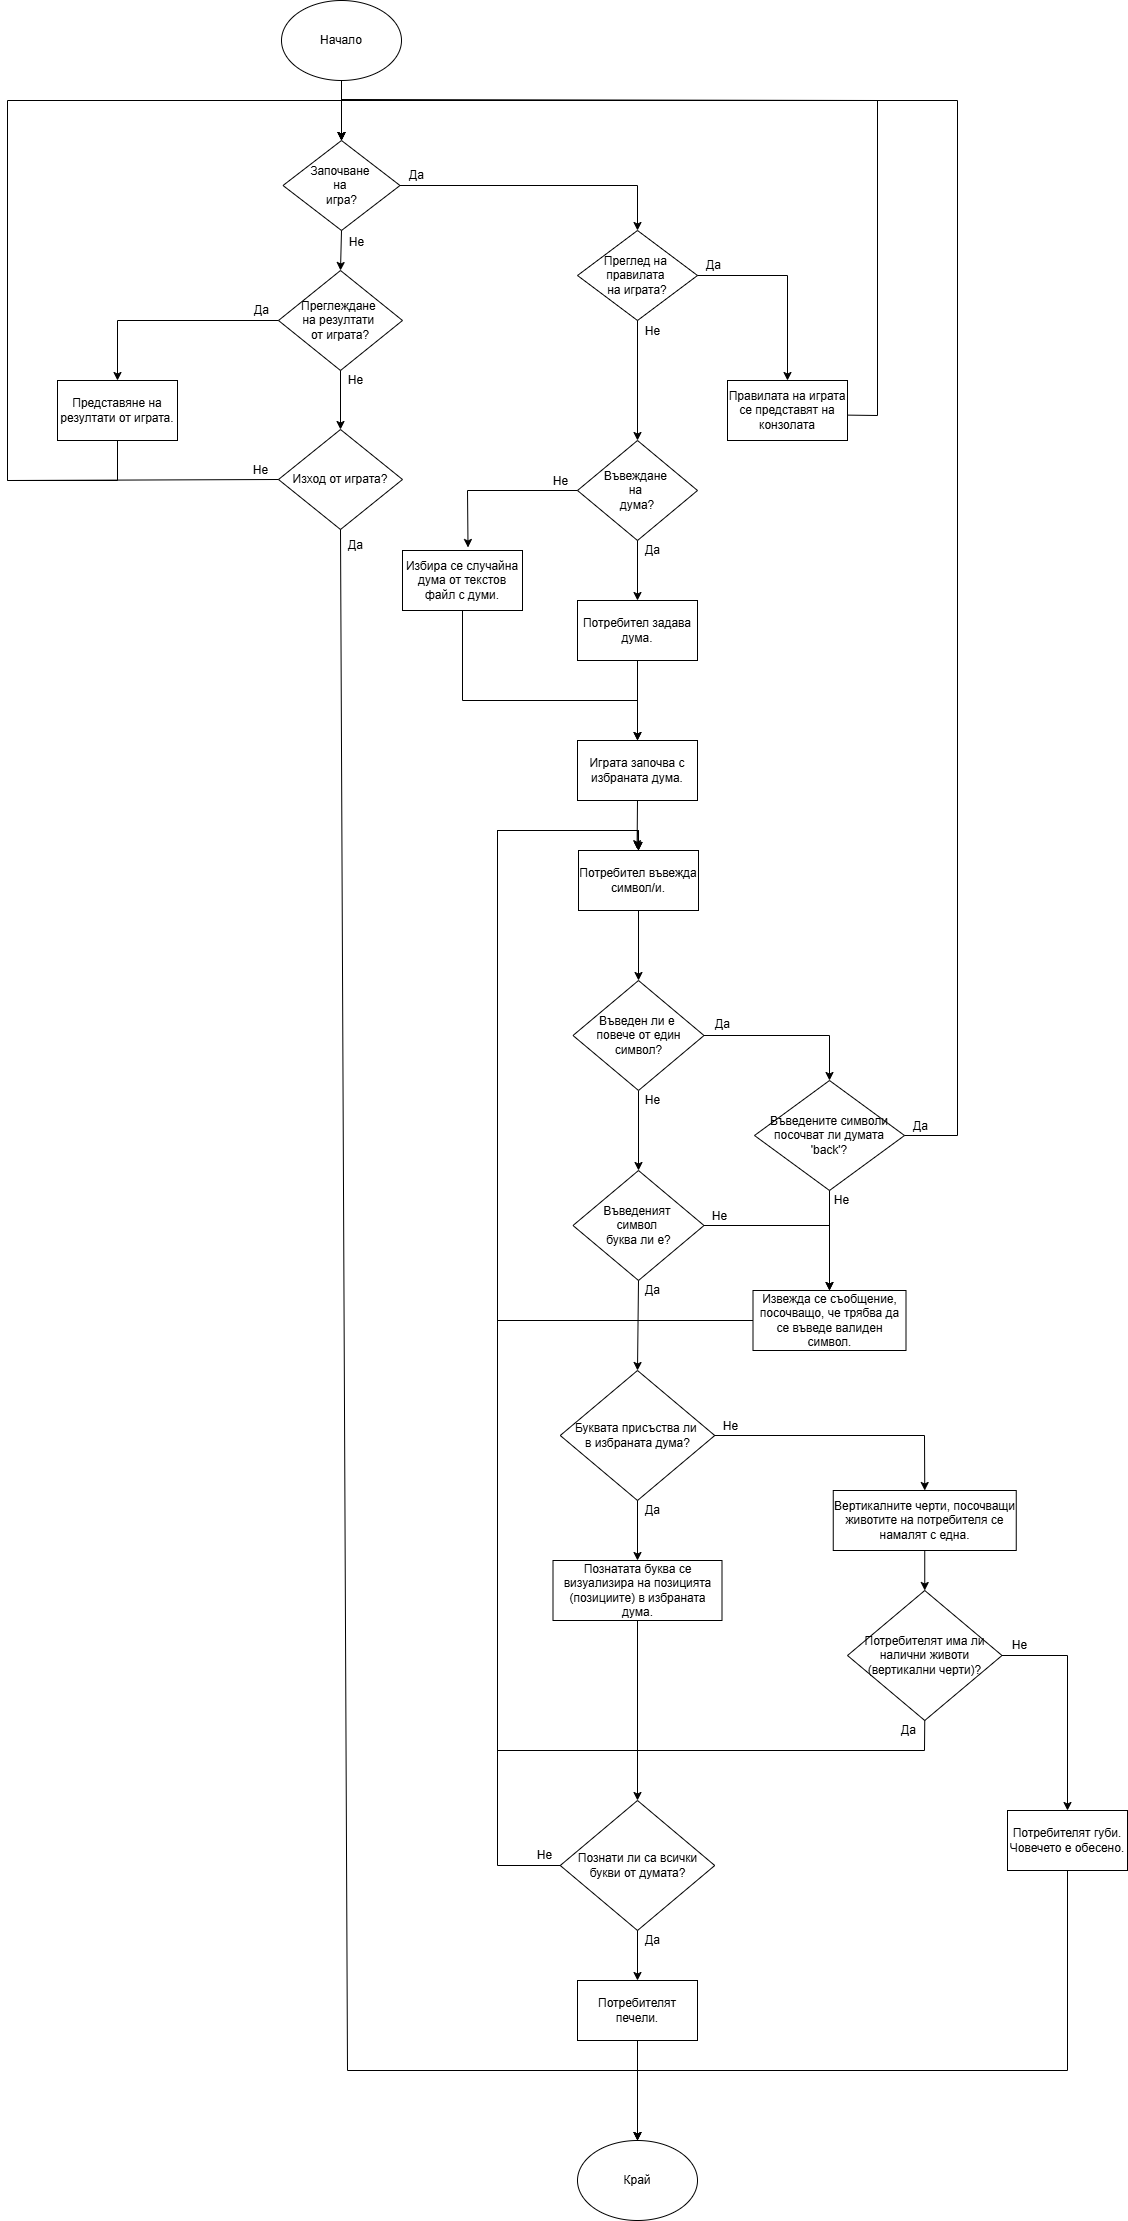 Начало
Започване
на
игра?
Да
Не
Преглед на
правилата
на играта?
Да
Не
Преглеждане
на резултати
от играта?
Да
Не
Представяне на
резултати от играта.
Правилата на играта
се представят на
конзолата
Изход от играта?
Не
Да
Въвеждане
на
дума?
Не
Да
Избира се случайна
дума от текстов
файл с думи.
Потребител задава
дума.
Играта започва с
избраната дума.
Потребител въвежда
символ/и.
Въведен ли е
повече от един
символ?
Да
Не
Въведените символи
посочват ли думата
'back'?
Да
Не
Въведеният
символ
буква ли е?
Не
Да
Извежда се съобщение,
посочващо, че трябва да
се въведе валиден
символ.
Буквата присъства ли
в избраната дума?
Не
Да
Вертикалните черти, посочващи
животите на потребителя се
намалят с една.
Познатата буква се
визуализира на позицията
(позициите) в избраната
дума.
Потребителят има ли
налични животи
(вертикални черти)?
Не
Да
Потребителят губи.
Човечето е обесено.
Познати ли са всички
букви от думата?
Не
Да
Потребителят
печели.
Край